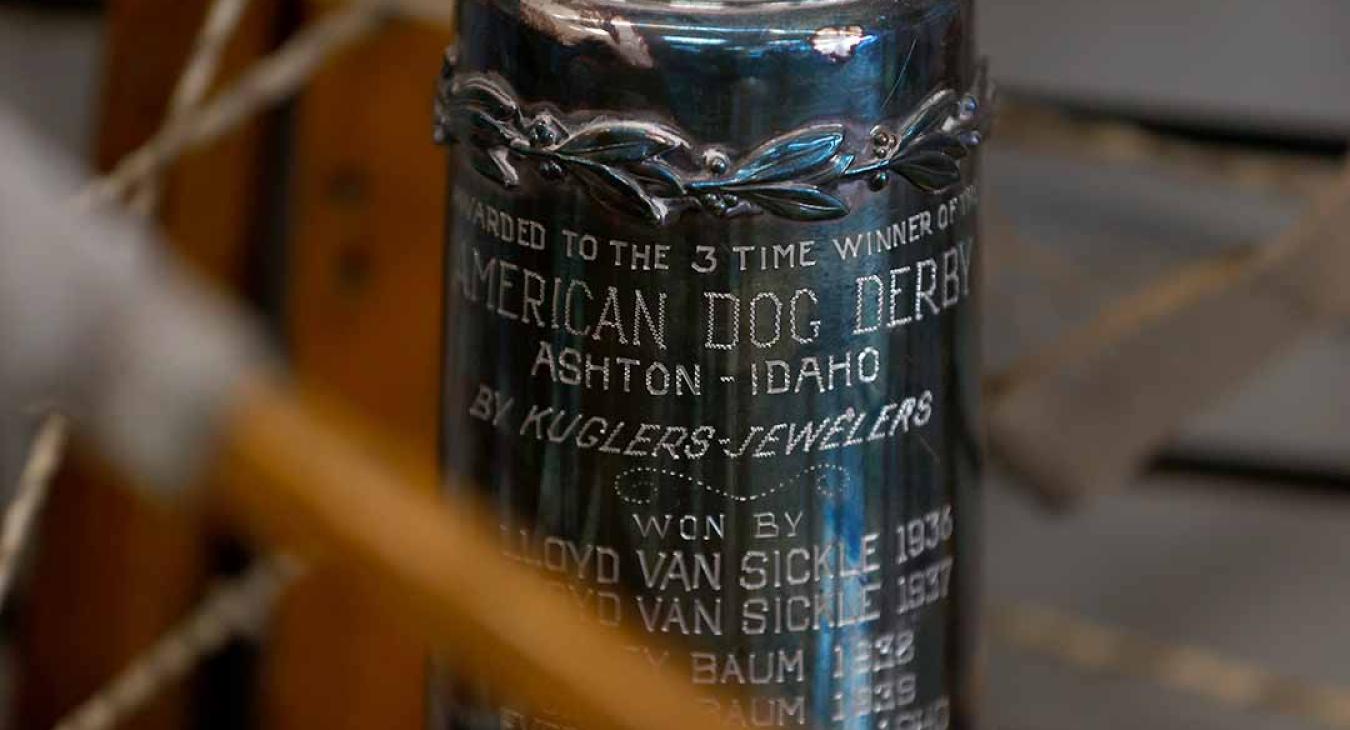 TO THE 3 TIME WINNER OF
AMERICAN DOG DERBY
ASHTON - IDAHO
BY KUGLERS-JEWELERS
WON BY
LLOYD VAN SICKLE 1936
VAN SICKLE 1937
BAUM 1938
BAUM 1939